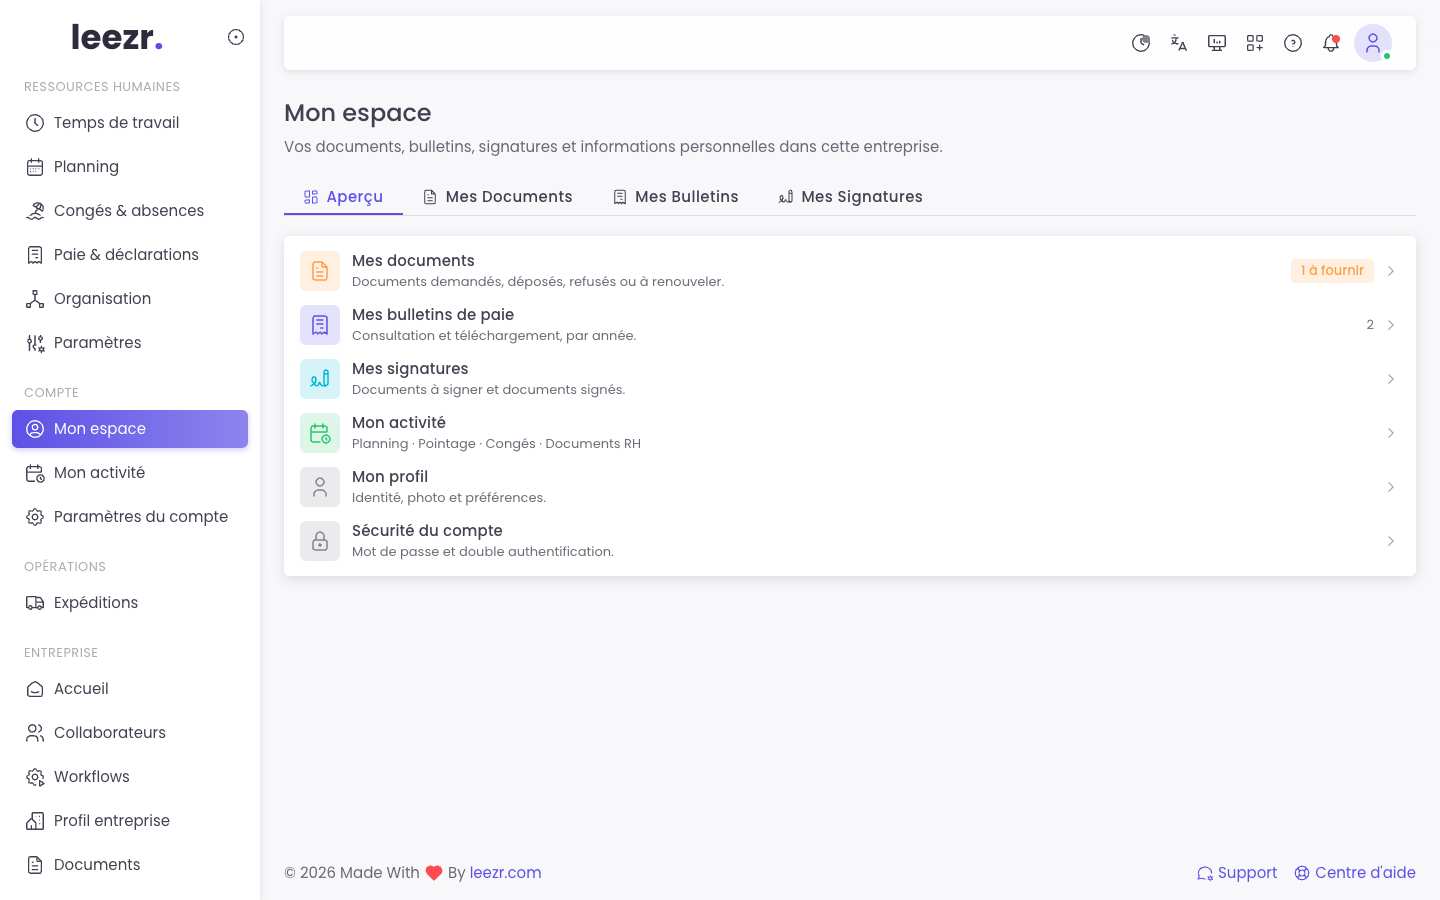 leezr.
RESSOURCES HUMAINES
Temps de travail
Planning
Congés & absences
Paie & déclarations
Organisation
Paramètres
COMPTE
Mon espace
Mon activité
Paramètres du compte
OPÉRATIONS
Expéditions
ENTREPRISE
Accueil
Collaborateurs
Workflows
Profil entreprise
Documents
Mon espace
Vos documents, bulletins, signatures et informations personnelles dans cette entreprise.
Aperçu
Mes Documents
Mes Bulletins
Mes Signatures
Mes documents
Documents demandés, déposés, refusés ou à renouveler.
1 à fournir
Mes bulletins de paie
Consultation et téléchargement, par année.
2
Mes signatures
Documents à signer et documents signés.
Mon activité
Planning · Pointage · Congés · Documents RH
Mon profil
Identité, photo et préférences.
Sécurité du compte
Mot de passe et double authentification.
© 2026 Made With By leezr.com
Support
Centre d'aide